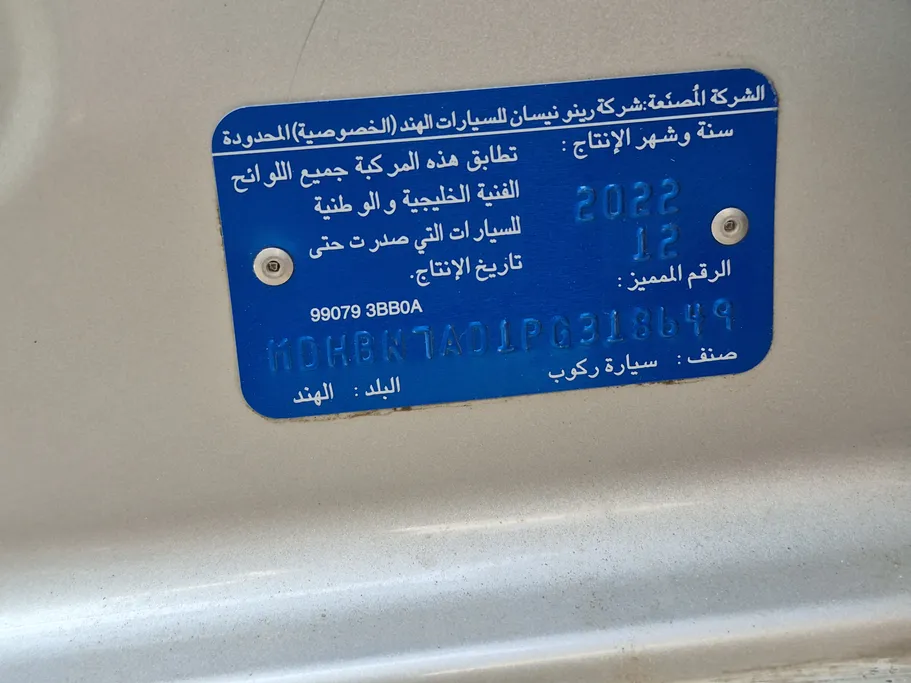 الشركة المُصنّعة:شركة رينو نيسان للسيارات الهند (الخصوصية) المحدودة
سنة وشهر الإنتاج :
2022
12
تطابق هذه المركبة جميع اللوائح
الفنية الخليجية والوطنية
للسيارات التي صدرت حتى
تاريخ الإنتاج.
الرقم المميز :
99079 3BB0A
MDHBN7A01PG318649
صنف : سيارة ركوب
البلد : الهند